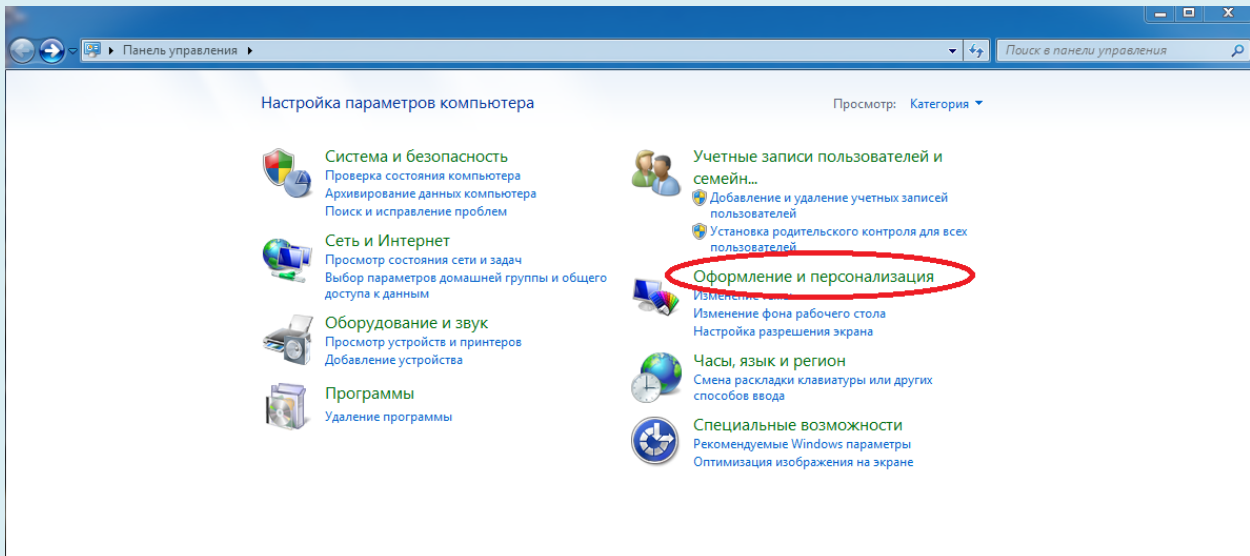 Панель управления
Поиск в панели управления
Настройка параметров компьютера
Просмотр: Категория
Система и безопасность
Проверка состояния компьютера
Архивирование данных компьютера
Поиск и исправление проблем
Сеть и Интернет
Просмотр состояния сети и задач
Выбор параметров домашней группы и общего
доступа к данным
Оборудование и звук
Просмотр устройств и принтеров
Добавление устройства
Программы
Удаление программы
Учетные записи пользователей и
семейн...
Добавление и удаление учетных записей
пользователей
Установка родительского контроля для всех
пользователей
Оформление и персонализация
Изменение
Изменение фона рабочего стола
Настройка разрешения экрана
Часы, язык и регион
Смена раскладки клавиатуры или других
способов ввода
Специальные возможности
Рекомендуемые Windows параметры
Оптимизация изображения на экране